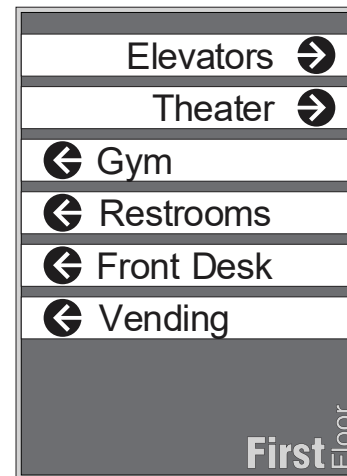 Elevators
Theater
Gym
Restrooms
Front Desk
Vending
First Floor